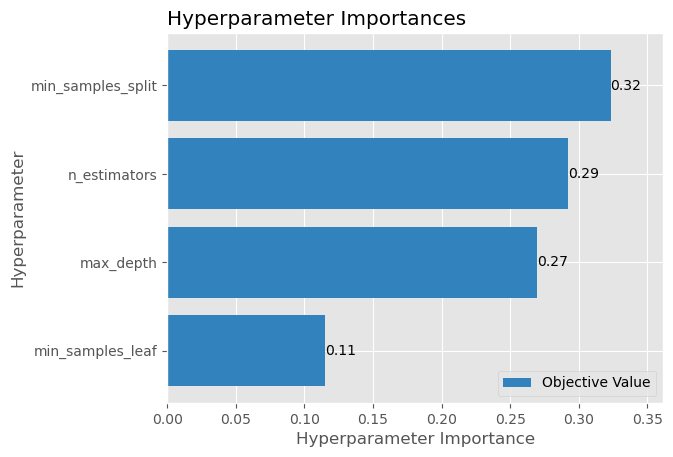 Hyperparameter Importances
Hyperparameter
min_samples_split
0.32
n_estimators
0.29
max_depth
0.27
min_samples_leaf
0.11
Objective Value
0.00 0.05 0.10 0.15 0.20 0.25 0.30 0.35
Hyperparameter Importance